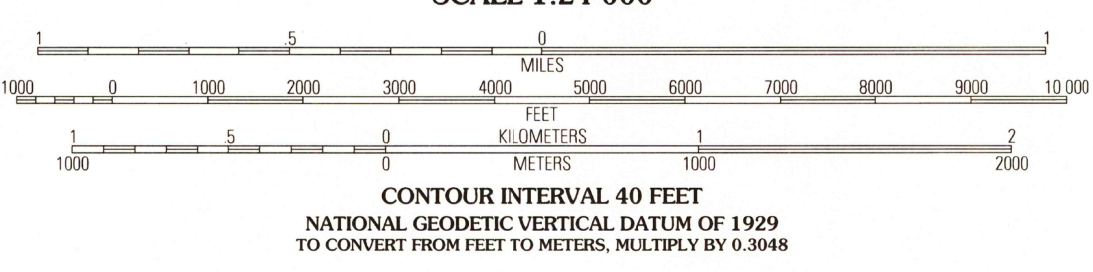 SCALE 1:24 000
1 .5 0 1
MILES
1000 0 1000 2000 3000 4000 5000 6000 7000 8000 9000 10 000
FEET
1 .5 0 KILOMETERS 1 2
1000 0 METERS 1000 2000
CONTOUR INTERVAL 40 FEET
NATIONAL GEODETIC VERTICAL DATUM OF 1929
TO CONVERT FROM FEET TO METERS, MULTIPLY BY 0.3048